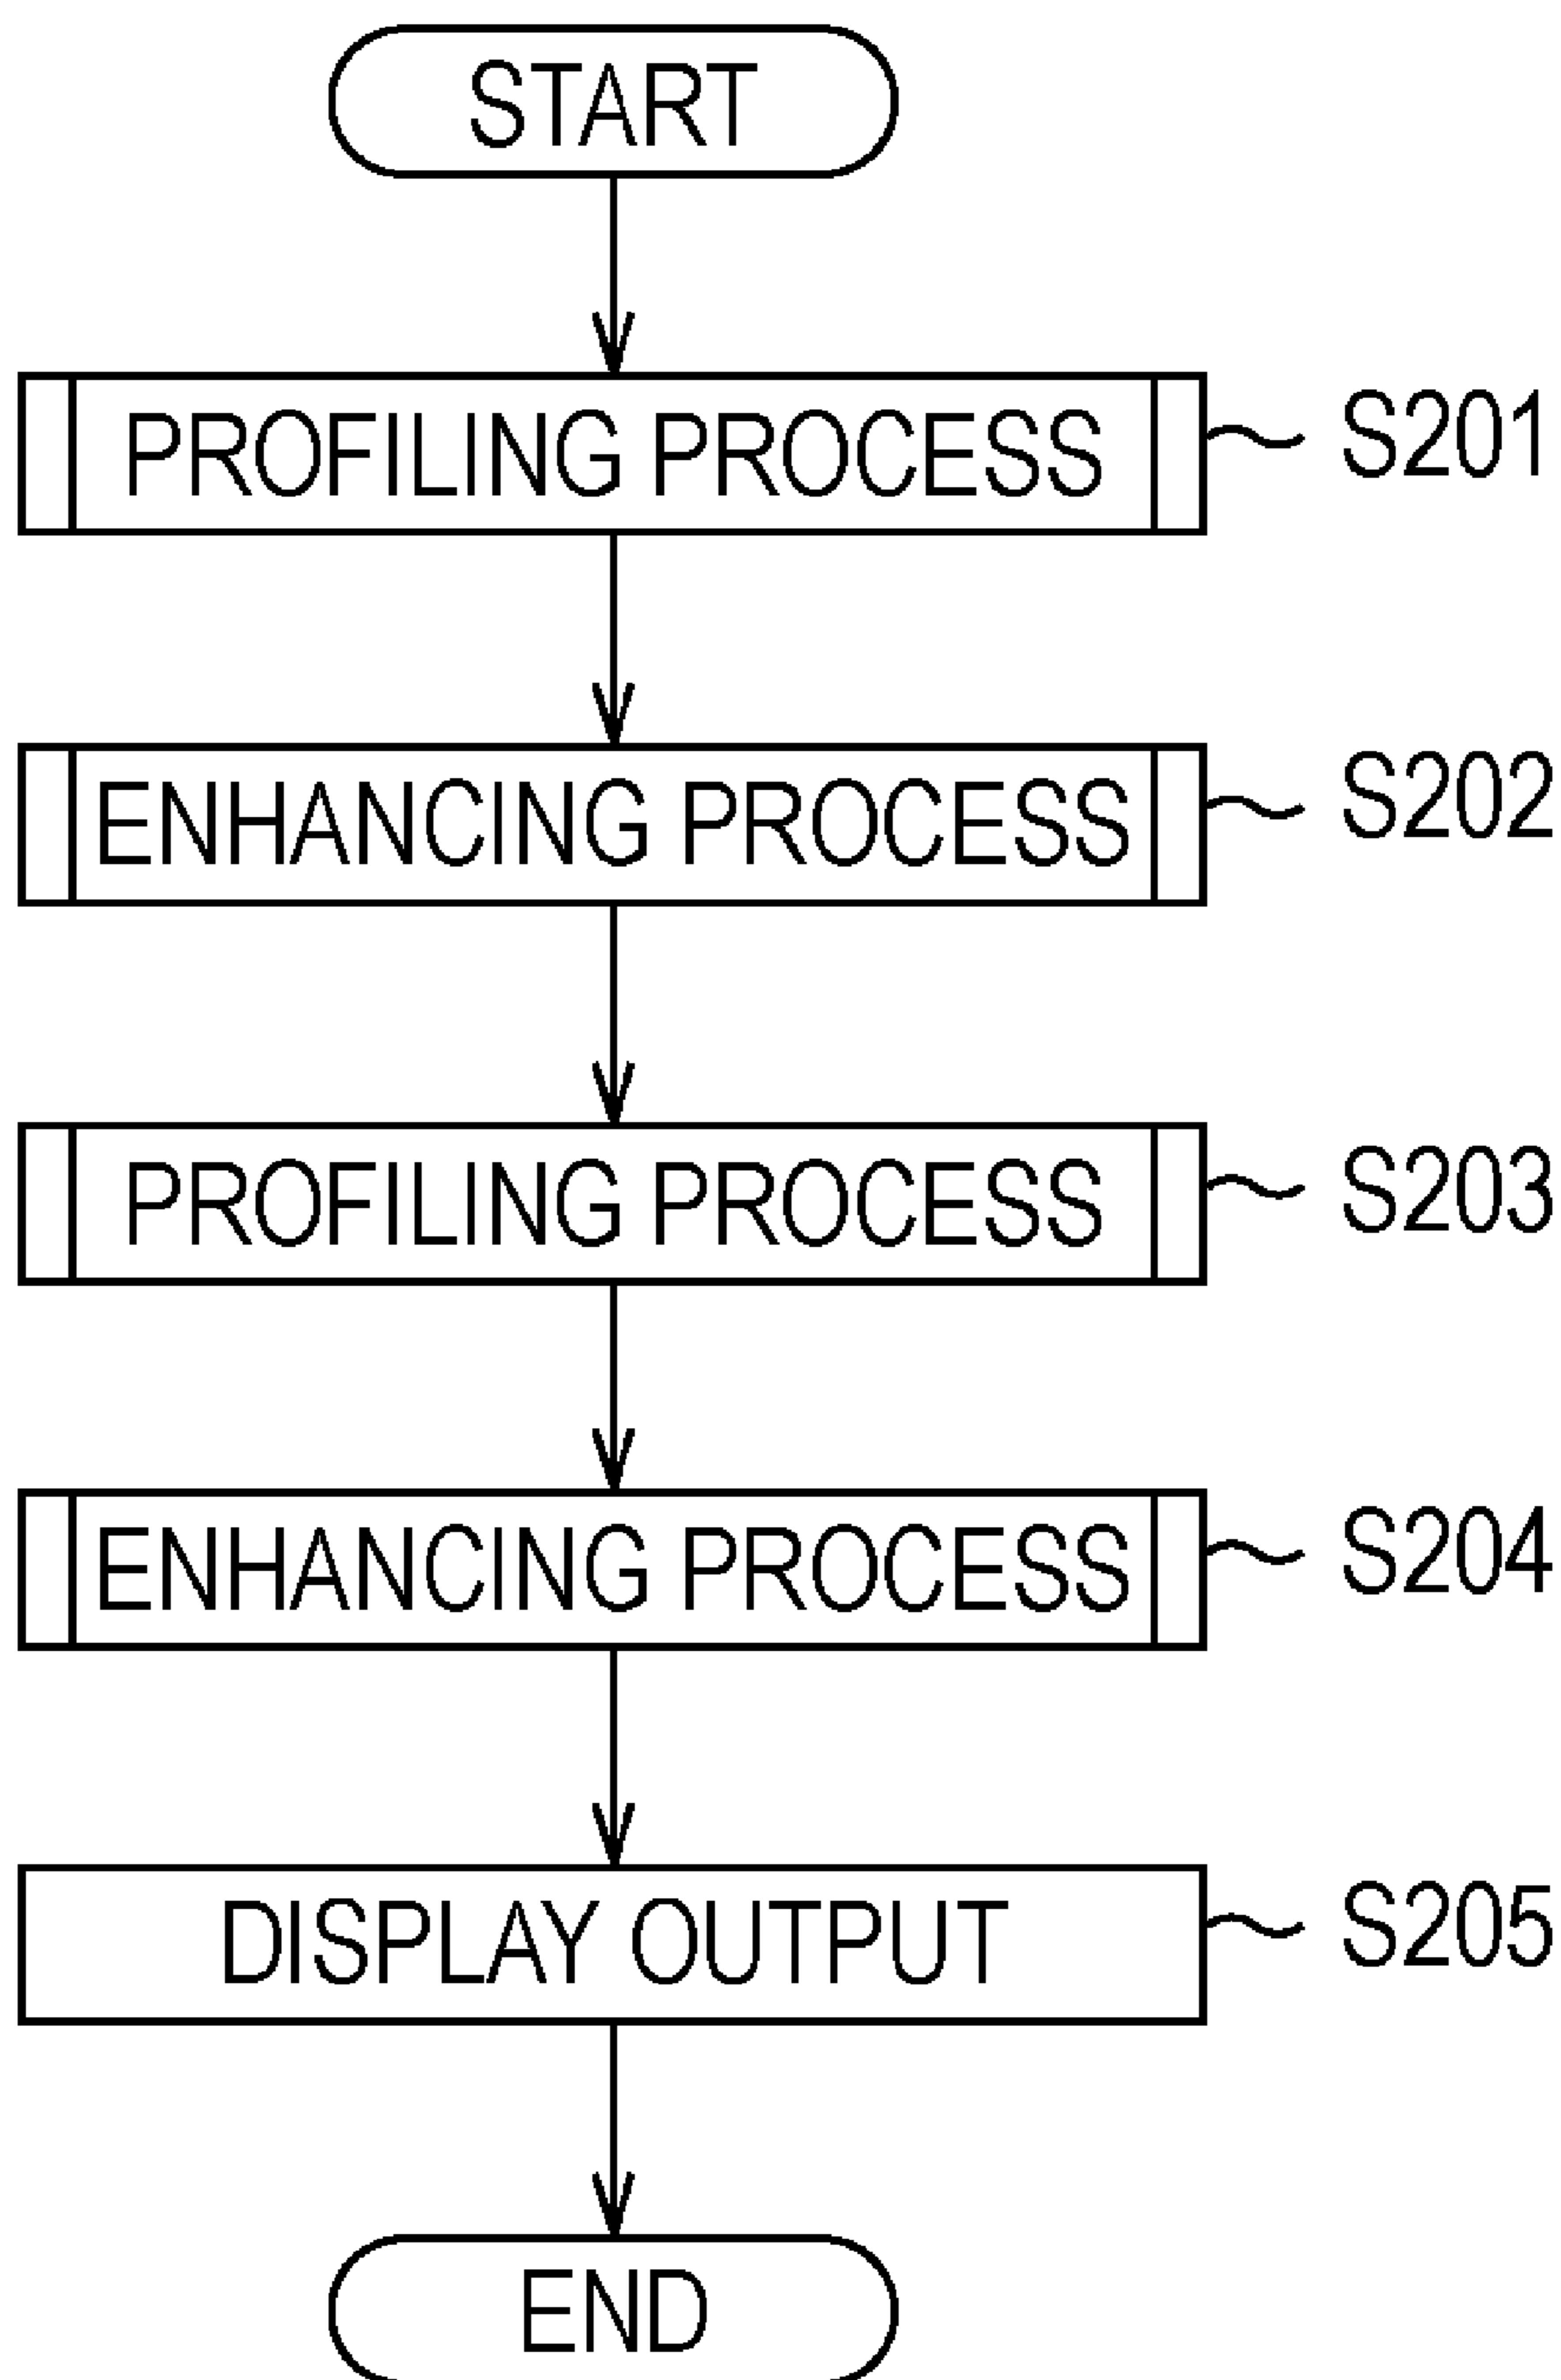 START
PROFILING PROCESS S201
ENHANCING PROCESS S202
PROFILING PROCESS S203
ENHANCING PROCESS S204
DISPLAY OUTPUT S205
END